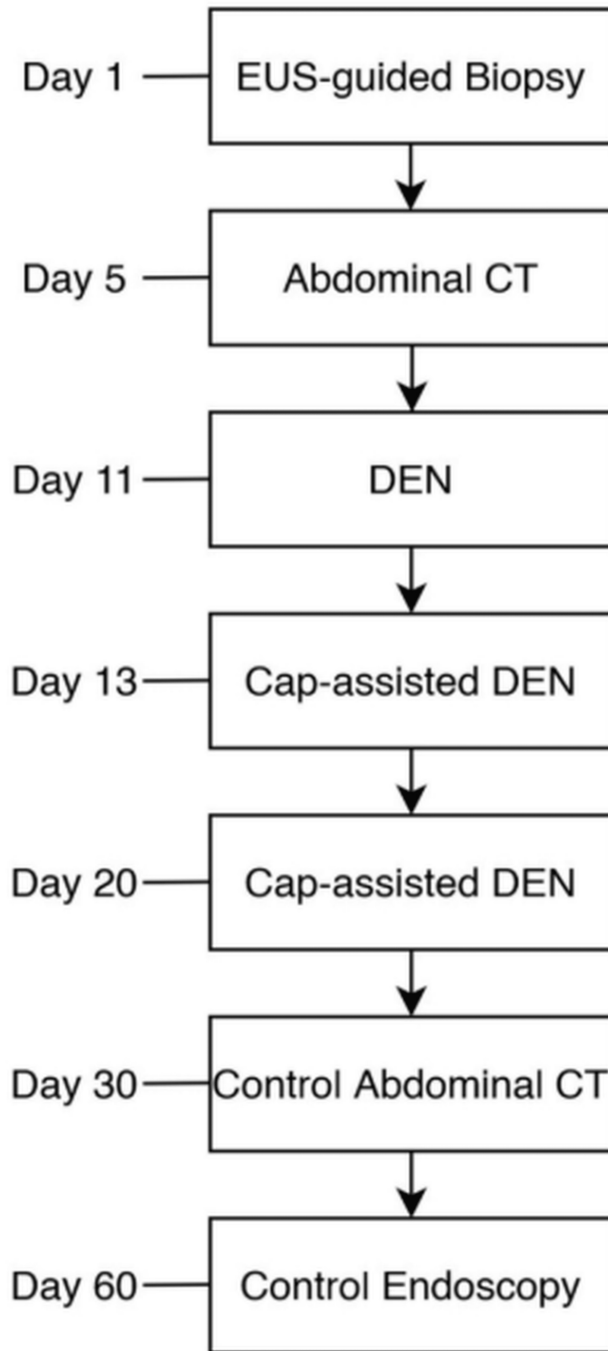 Day 1 EUS-guided Biopsy
Day 5 Abdominal CT
Day 11 DEN
Day 13 Cap-assisted DEN
Day 20 Cap-assisted DEN
Day 30 Control Abdominal CT
Day 60 Control Endoscopy